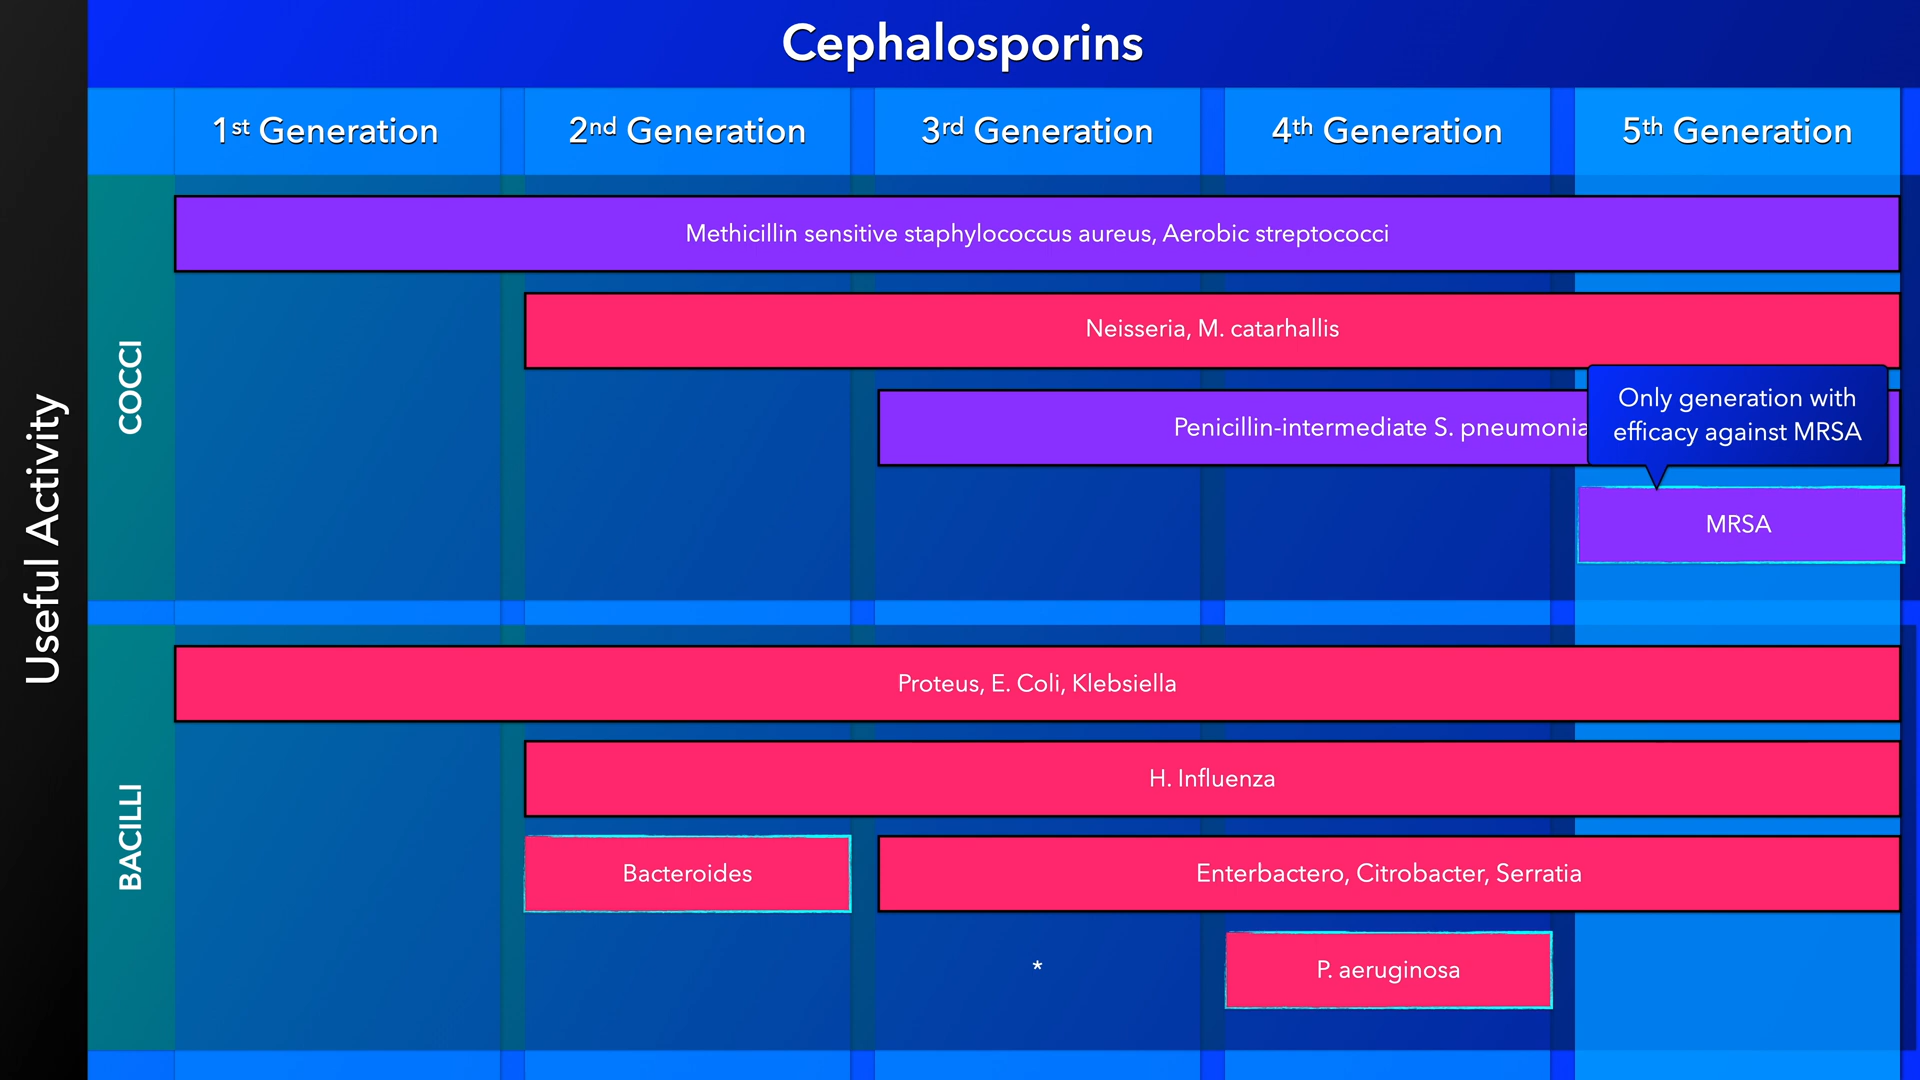 Cephalosporins
1st Generation
2nd Generation
3rd Generation
4th Generation
5th Generation
Useful Activity
COCCI
Methicillin sensitive staphylococcus aureus, Aerobic streptococci
Neisseria, M. catarhallis
Penicillin-intermediate S. pneumonia
Only generation with
efficacy against MRSA
MRSA
BACILLI
Proteus, E. Coli, Klebsiella
H. Influenza
Bacteroides
Enterbactero, Citrobacter, Serratia
*
P. aeruginosa